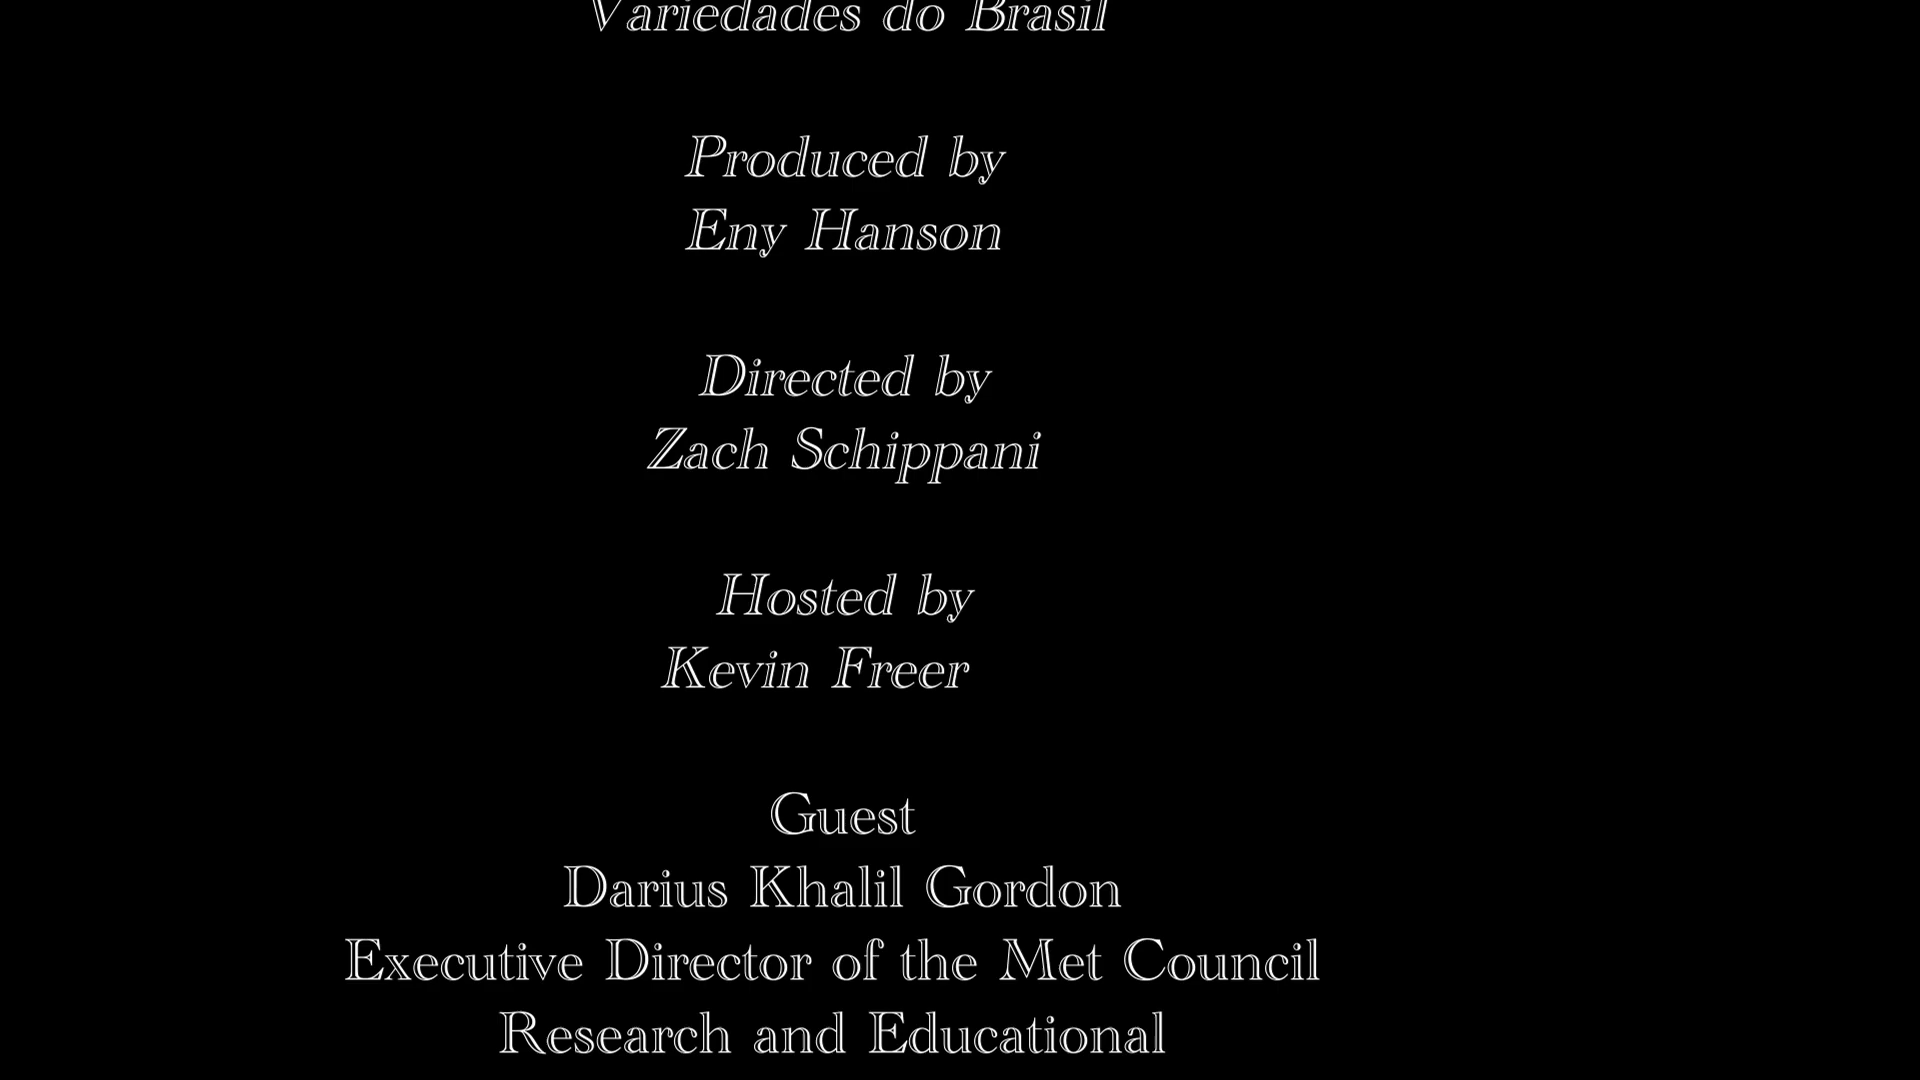 Variedades do Brasil
Produced by
Eny Hanson
Directed by
Zach Schippani
Hosted by
Kevin Freer
Guest
Darius Khalil Gordon
Executive Director of the Met Council
Research and Educational